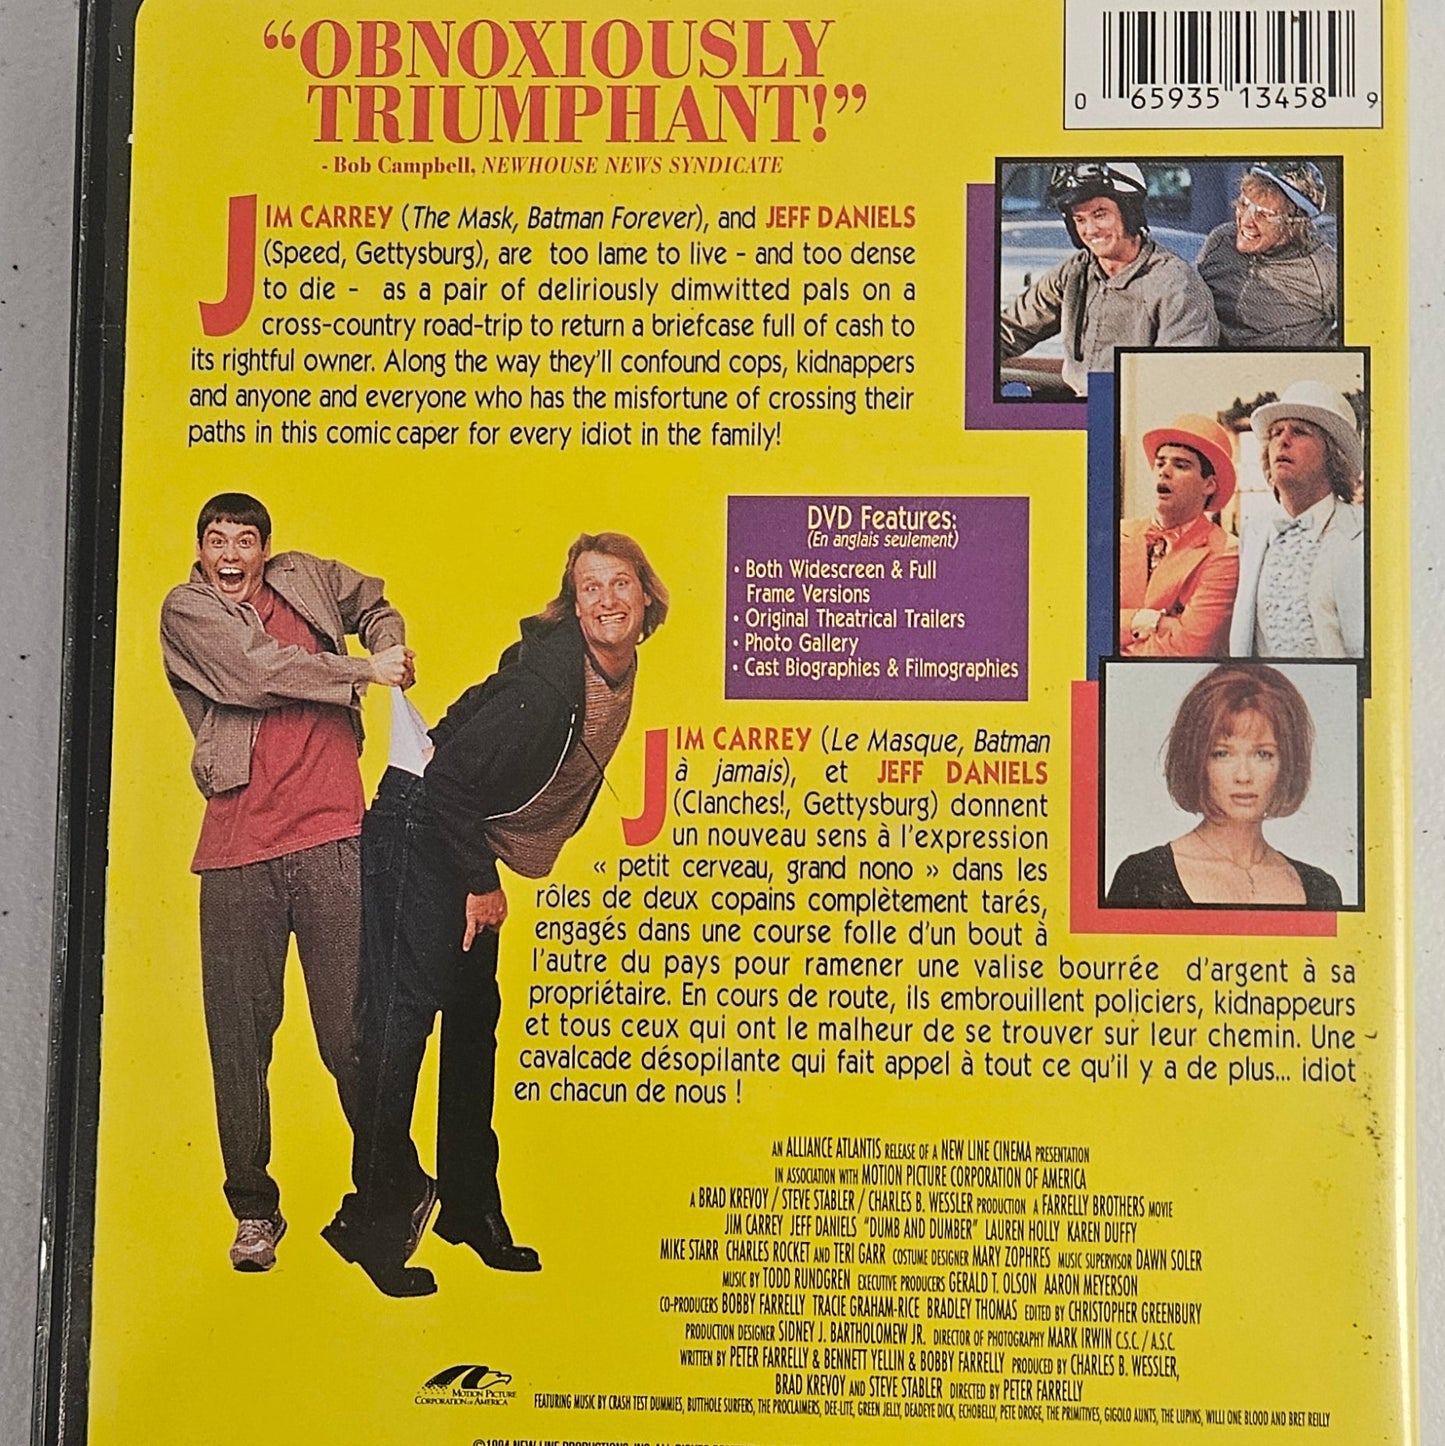 “OBNOXIOUSLY
TRIUMPHANT!”
- Bob Campbell, NEWHOUSE NEWS SYNDICATE
0 65935 13458 9
JIM CARREY (The Mask, Batman Forever), and JEFF DANIELS
(Speed, Gettysburg), are too lame to live - and too dense
to die - as a pair of deliriously dimwitted pals on a
cross-country road-trip to return a briefcase full of cash to
its rightful owner. Along the way they'll confound cops, kidnappers
and anyone and everyone who has the misfortune of crossing their
paths in this comic caper for every idiot in the family!
DVD Features:
(En anglais seulement)
• Both Widescreen & Full
Frame Versions
• Original Theatrical Trailers
• Photo Gallery
• Cast Biographies & Filmographies
JIM CARREY (Le Masque, Batman
à jamais), et JEFF DANIELS
(Clanches!, Gettysburg) donnent
un nouveau sens à l'expression
« petit cerveau, grand nono » dans les
rôles de deux copains complètement tarés,
engagés dans une course folle d'un bout à
l'autre du pays pour ramener une valise bourrée d'argent à sa
propriétaire. En cours de route, ils embrouillent policiers, kidnappeurs
et tous ceux qui ont le malheur de se trouver sur leur chemin. Une
cavalcade désopilante qui fait appel à tout ce qu'il y a de plus... idiot
en chacun de nous !
AN ALLIANCE ATLANTIS RELEASE OF A NEW LINE CINEMA PRESENTATION
IN ASSOCIATION WITH MOTION PICTURE CORPORATION OF AMERICA
A BRAD KREVOY / STEVE STABLER / CHARLES B. WESSLER PRODUCTION A FARRELLY BROTHERS MOVIE
JIM CARREY JEFF DANIELS "DUMB AND DUMBER" LAUREN HOLLY KAREN DUFFY
MIKE STARR CHARLES ROCKET AND TERI GARR COSTUME DESIGNER MARY ZOPHRES MUSIC SUPERVISOR DAWN SOLER
MUSIC BY TODD RUNDGREN EXECUTIVE PRODUCERS GERALD T. OLSON AARON MEYERSON
CO-PRODUCERS BOBBY FARRELLY TRACIE GRAHAM-RICE BRADLEY THOMAS EDITED BY CHRISTOPHER GREENBURY
PRODUCTION DESIGNER SIDNEY J. BARTHOLOMEW JR. DIRECTOR OF PHOTOGRAPHY MARK IRWIN C.S.C. / A.S.C.
WRITTEN BY PETER FARRELLY & BENNETT YELLIN & BOBBY FARRELLY PRODUCED BY CHARLES B. WESSLER,
BRAD KREVOY AND STEVE STABLER DIRECTED BY PETER FARRELLY
MOTION PICTURE
CORPORATION OF AMERICA
FEATURING MUSIC BY CRASH TEST DUMMIES, BUTTHOLE SURFERS, THE PROCLAIMERS, DEE-LITE, GREEN JELLY, DEADEYE DICK, ECHOBELLY, PETE DROGE, THE PRIMITIVES, GIGOLO AUNTS, THE LUPINS, WILLI ONE BLOOD AND BRET REILLY
©1994 NEW LINE PRODUCTIONS, INC. ALL RIGHTS